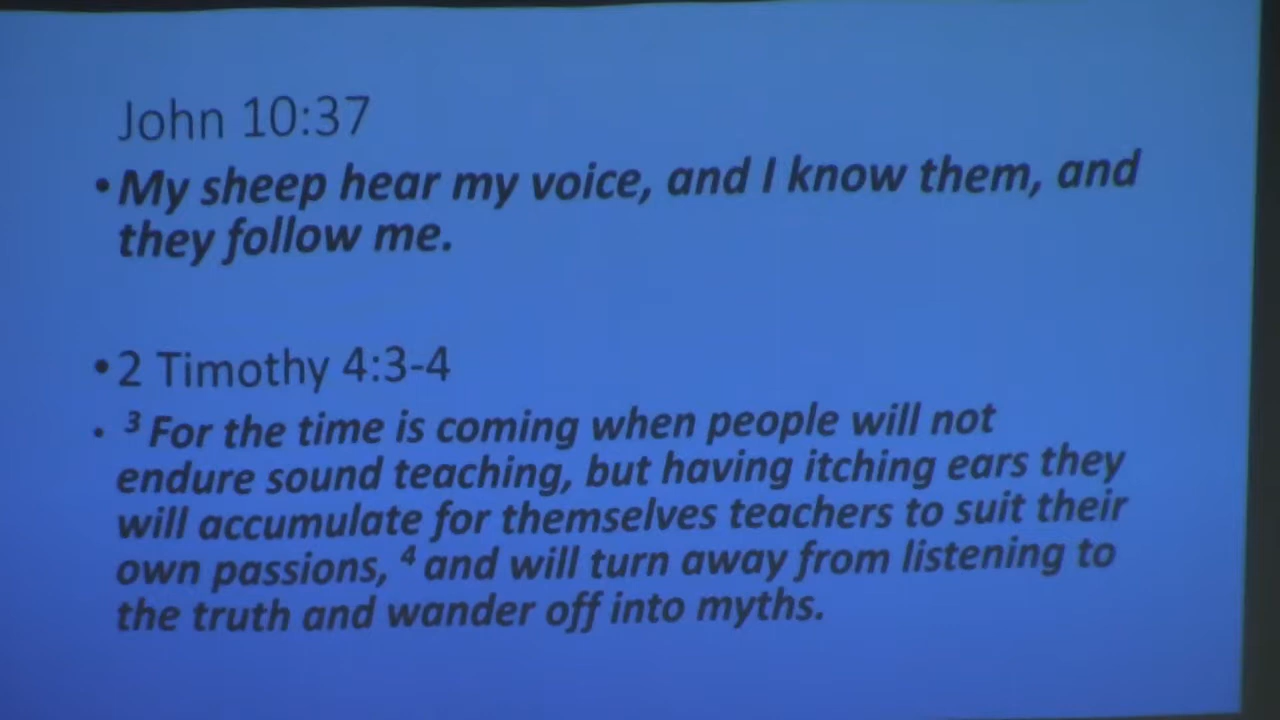 John 10:37
• My sheep hear my voice, and I know them, and
they follow me.
• 2 Timothy 4:3-4
• ³ For the time is coming when people will not
endure sound teaching, but having itching ears they
will accumulate for themselves teachers to suit their
own passions, ⁴ and will turn away from listening to
the truth and wander off into myths.